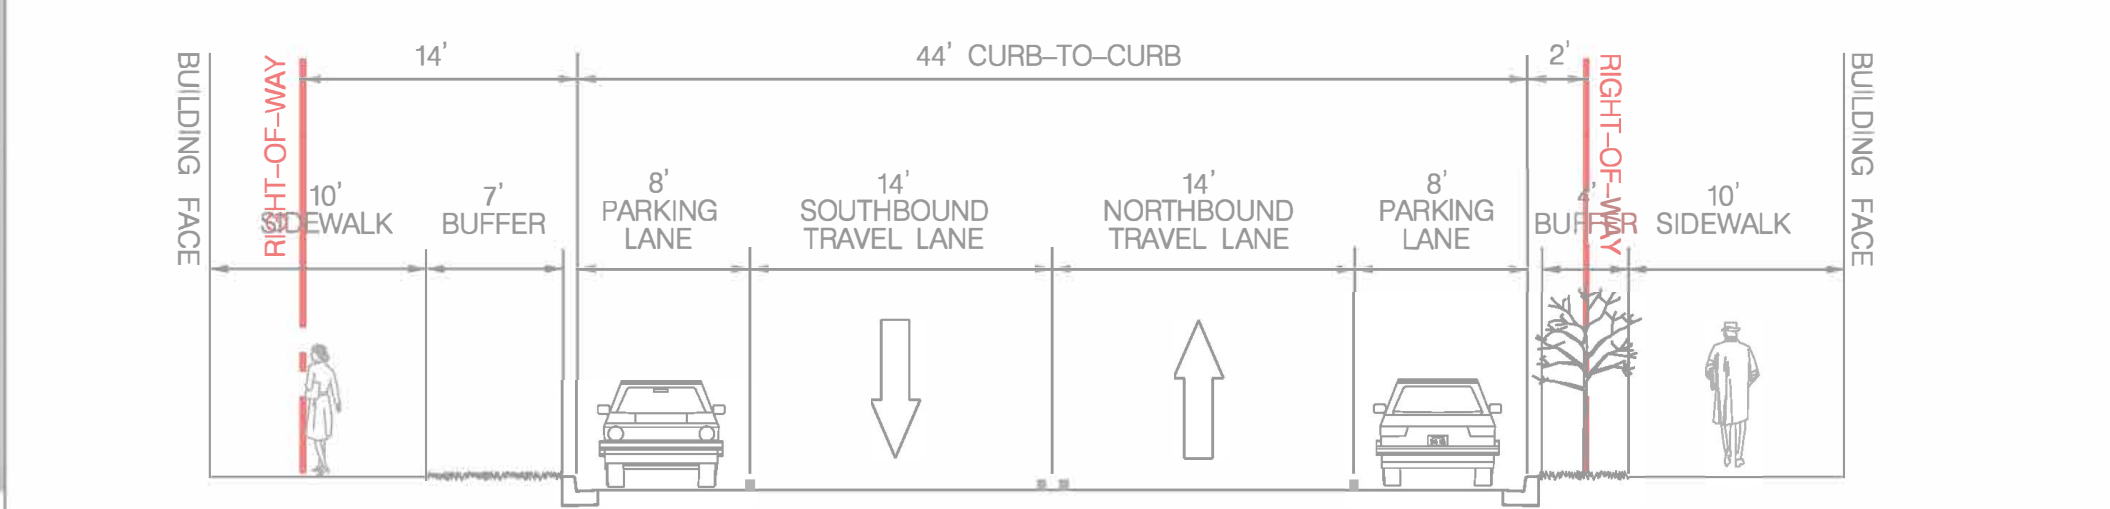 BUILDING FACE
RIGHT–OF–WAY
14'
44' CURB–TO–CURB
2'
RIGHT–OF–WAY
BUILDING FACE
10'
SIDEWALK
7'
BUFFER
8'
PARKING
LANE
14'
SOUTHBOUND
TRAVEL LANE
14'
NORTHBOUND
TRAVEL LANE
8'
PARKING
LANE
4'
BUFFER
10'
SIDEWALK